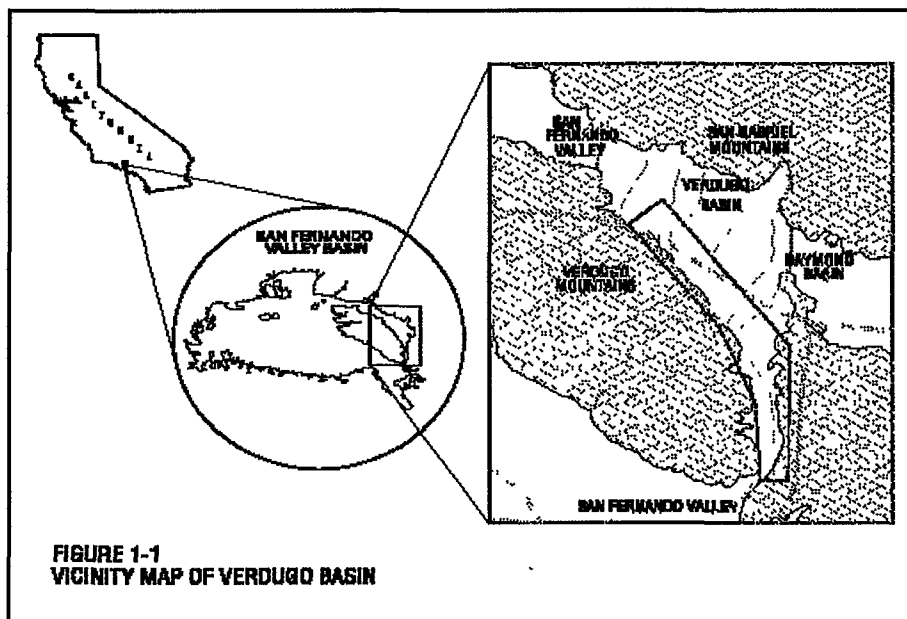 CALIFORNIA
SAN FERNANDO
VALLEY BASIN
SAN
FERNANDO
VALLEY
SAN GABRIEL
MOUNTAINS
VERDUGO
BASIN
RAYMOND
BASIN
VERDUGO
MOUNTAINS
SAN FERNANDO VALLEY
FIGURE 1-1
VICINITY MAP OF VERDUGO BASIN